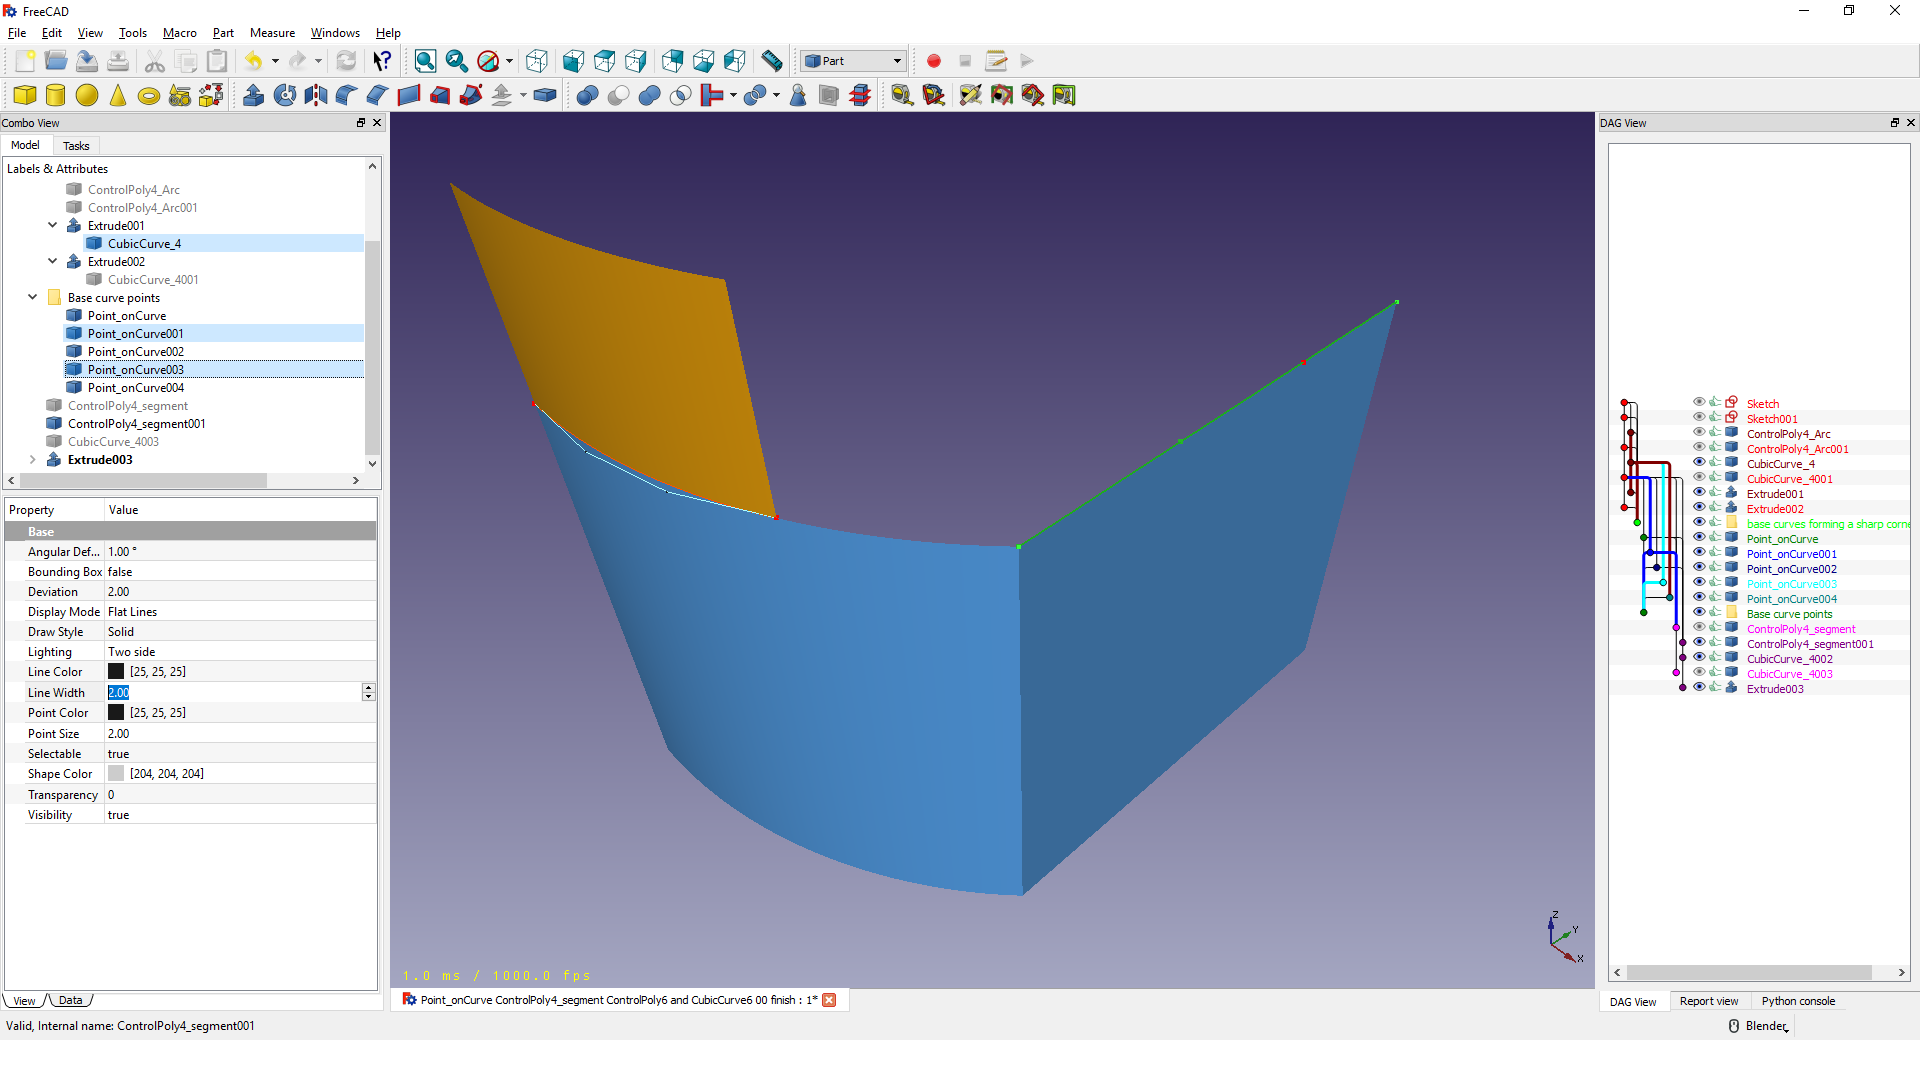 FreeCAD
File Edit View Tools Macro Part Measure Windows Help
Part
Combo View
DAG View
Model Tasks
Labels & Attributes
ControlPoly4_Arc
ControlPoly4_Arc001
Extrude001
CubicCurve_4
Extrude002
CubicCurve_4001
Base curve points
Point_onCurve
Point_onCurve001
Point_onCurve002
Point_onCurve003
Point_onCurve004
ControlPoly4_segment
ControlPoly4_segment001
CubicCurve_4003
Extrude003
Property Value
Base
Angular Def... 1.00 °
Bounding Box false
Deviation 2.00
Display Mode Flat Lines
Draw Style Solid
Lighting Two side
Line Color [25, 25, 25]
Line Width 2.00
Point Color [25, 25, 25]
Point Size 2.00
Selectable true
Shape Color [204, 204, 204]
Transparency 0
Visibility true
View Data
1.0 ms / 1000.0 fps
Z
Y
X
Point_onCurve ControlPoly4_segment ControlPoly6 and CubicCurve6 00 finish : 1*
Sketch
Sketch001
ControlPoly4_Arc
ControlPoly4_Arc001
CubicCurve_4
CubicCurve_4001
Extrude001
Extrude002
base curves forming a sharp corne
Point_onCurve
Point_onCurve001
Point_onCurve002
Point_onCurve003
Point_onCurve004
Base curve points
ControlPoly4_segment
ControlPoly4_segment001
CubicCurve_4002
CubicCurve_4003
Extrude003
DAG View Report view Python console
Valid, Internal name: ControlPoly4_segment001
Blender